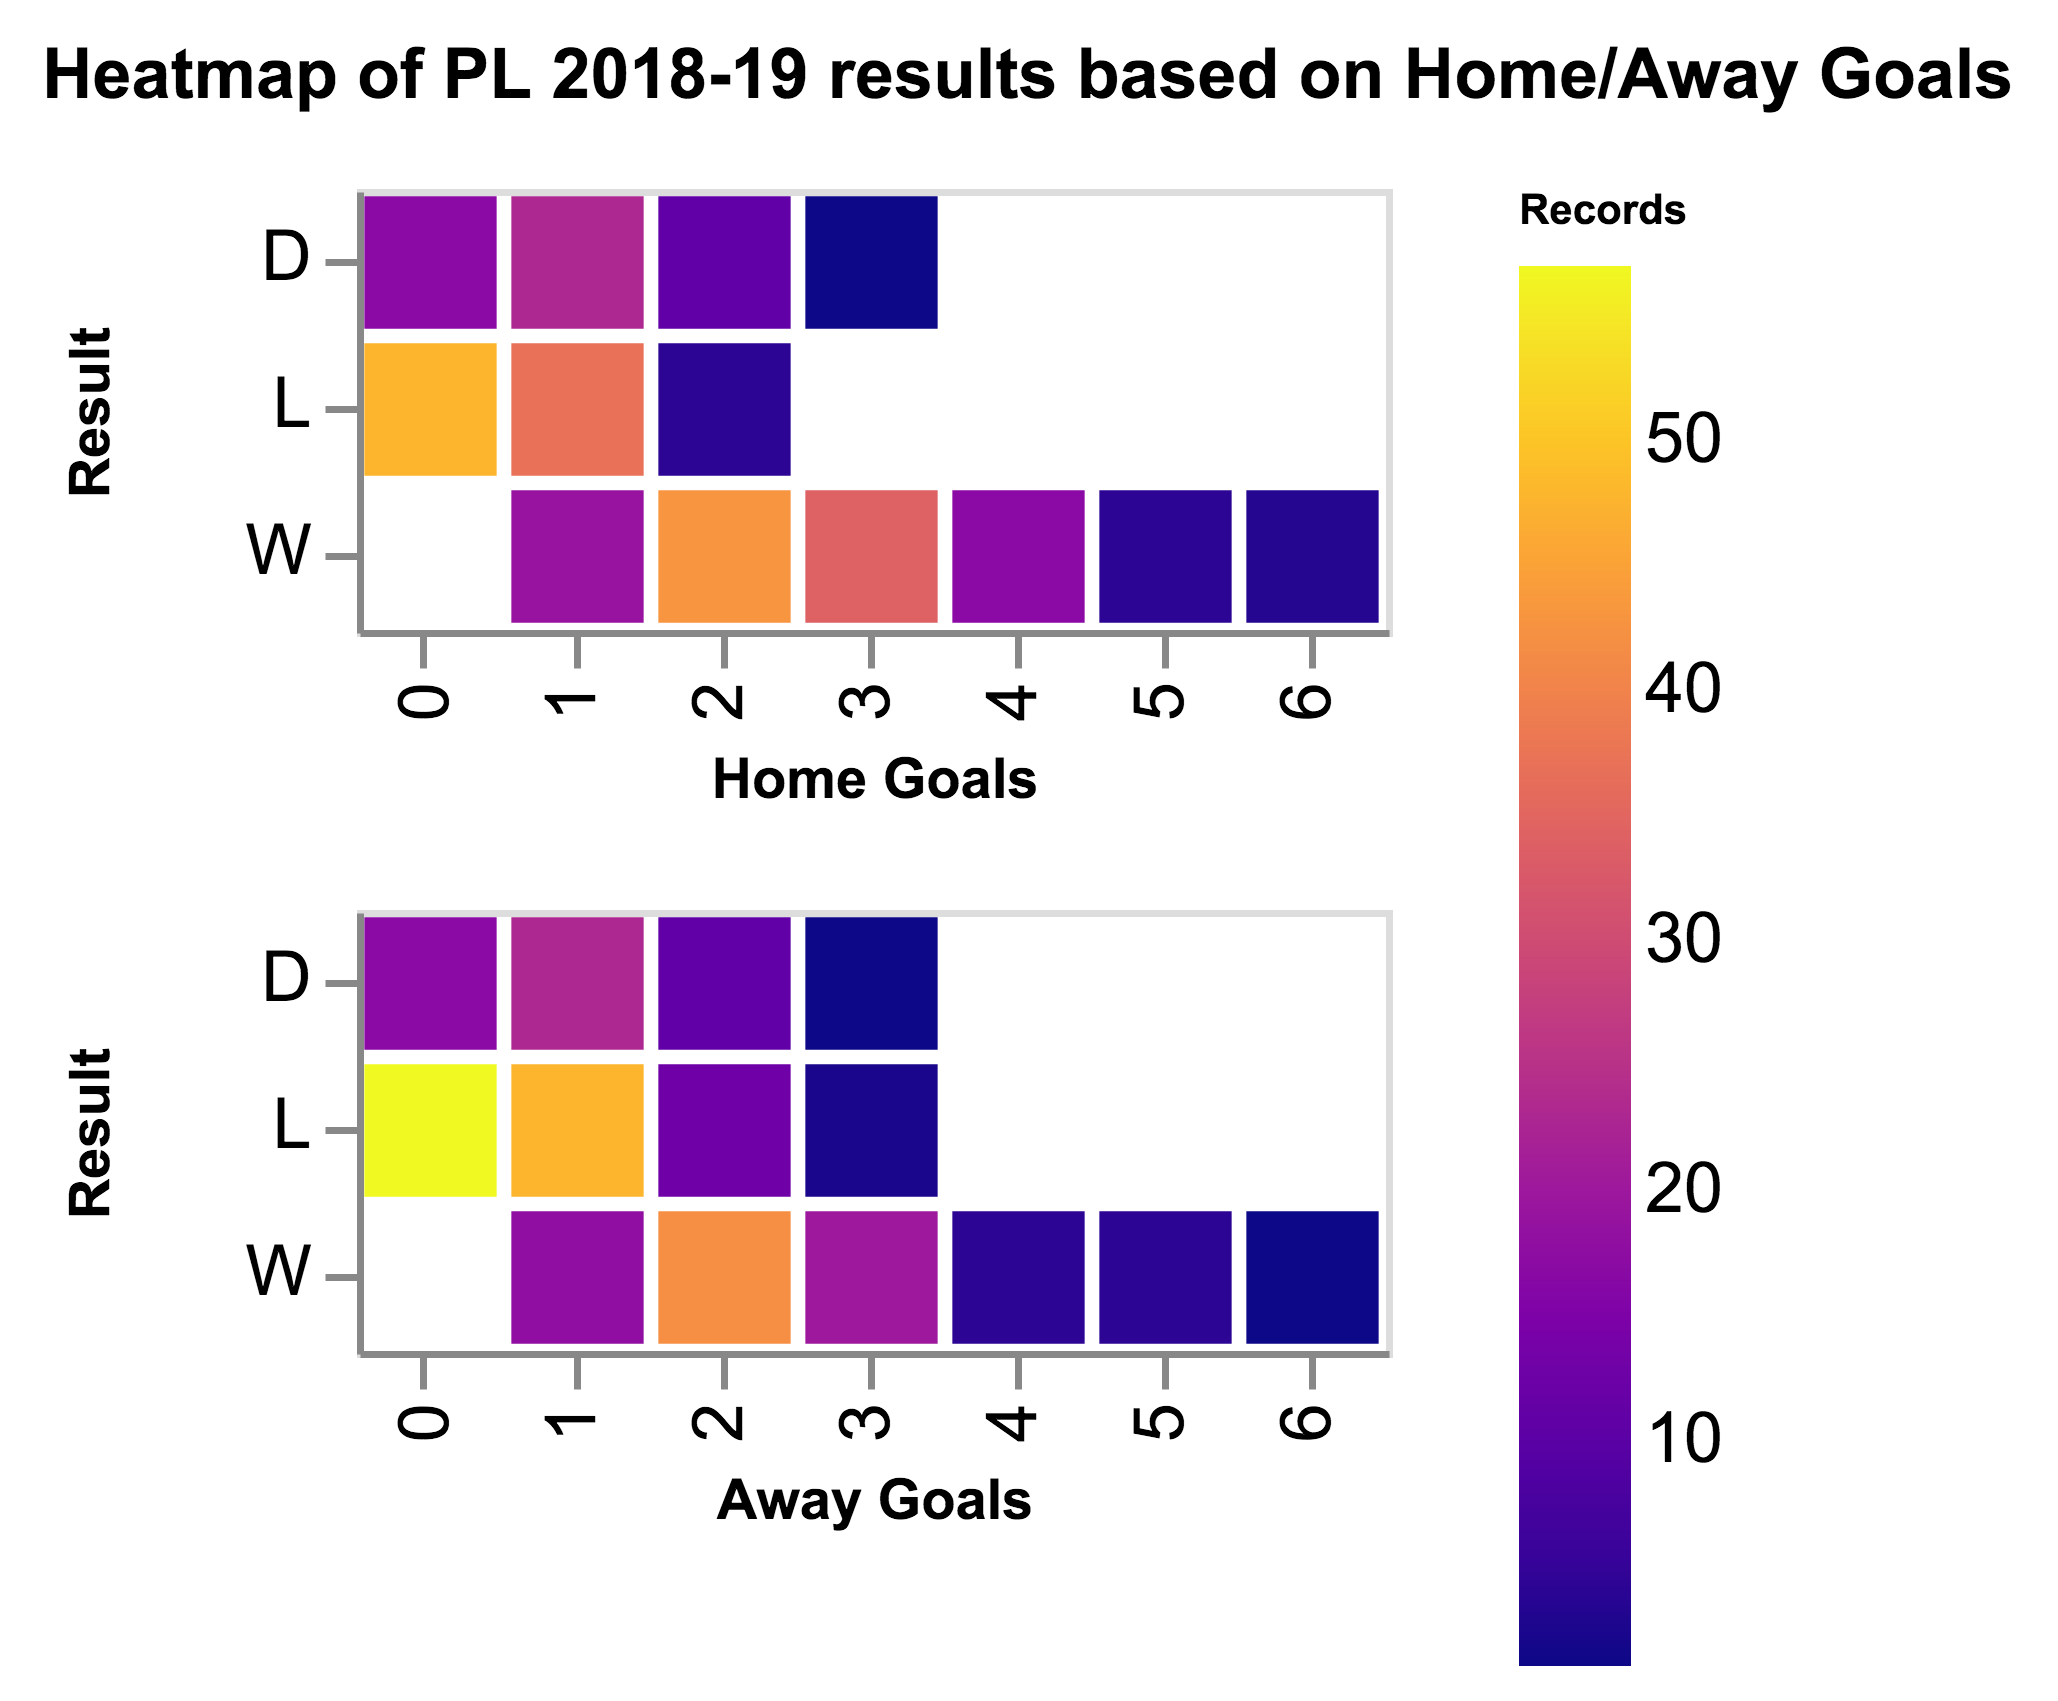 Heatmap of PL 2018-19 results based on Home/Away Goals
Records
Result
D
L
W
0 1 2 3 4 5 6
Home Goals
Result
D
L
W
0 1 2 3 4 5 6
Away Goals
50
40
30
20
10